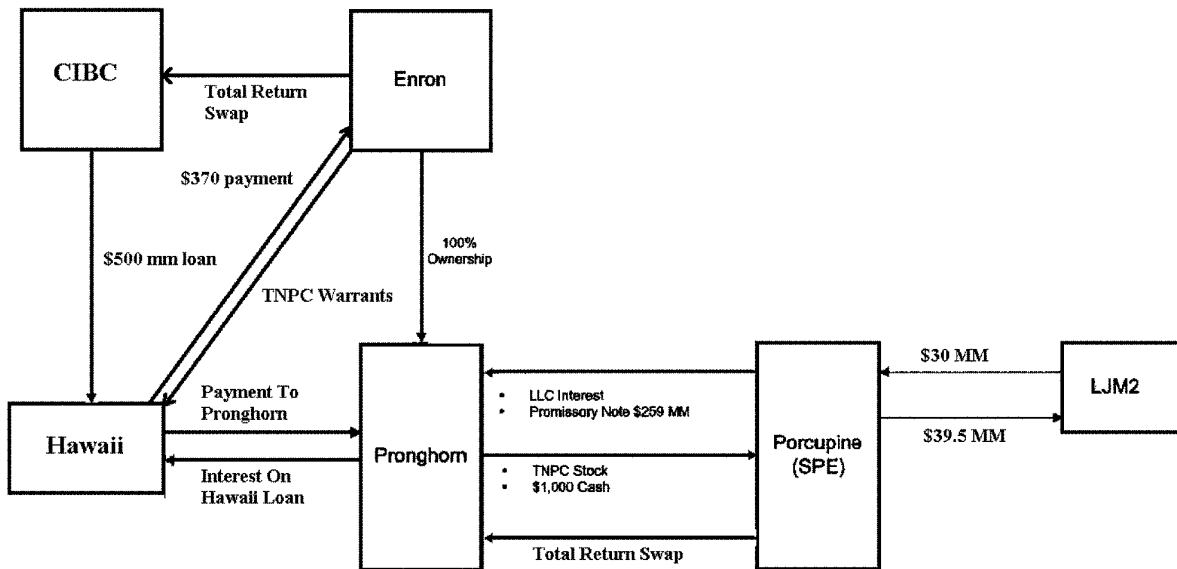 CIBC
Enron
Total Return
Swap
$370 payment
$500 mm loan
100%
Ownership
TNPC Warrants
Hawaii
Payment To
Pronghorn
Interest On
Hawaii Loan
Pronghorn
• LLC Interest
• Promissory Note $259 MM
• TNPC Stock
• $1,000 Cash
Total Return Swap
Porcupine
(SPE)
$30 MM
$39.5 MM
LJM2